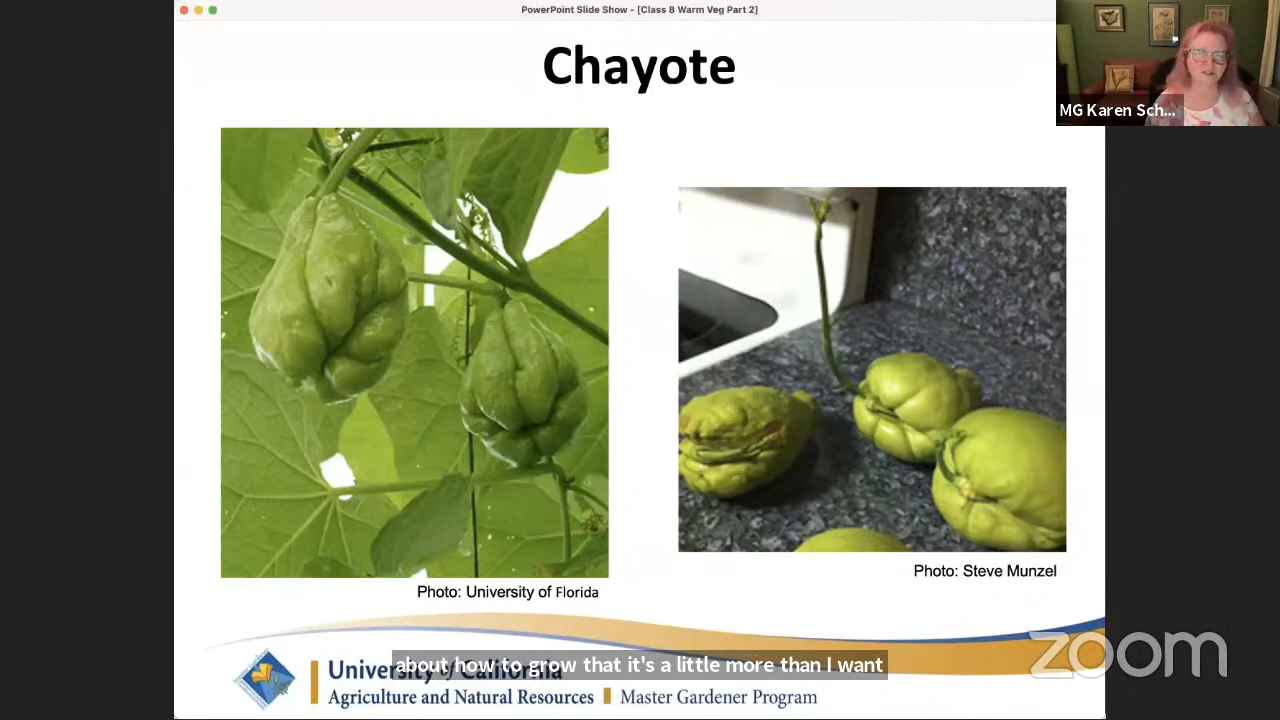 PowerPoint Slide Show - [Class 8 Warm Veg Part 2]
Chayote
MG Karen Sch...
Photo: University of Florida
Photo: Steve Munzel
about how to grow that it's a little more than I want
University of California
Agriculture and Natural Resources
Master Gardener Program
zoom